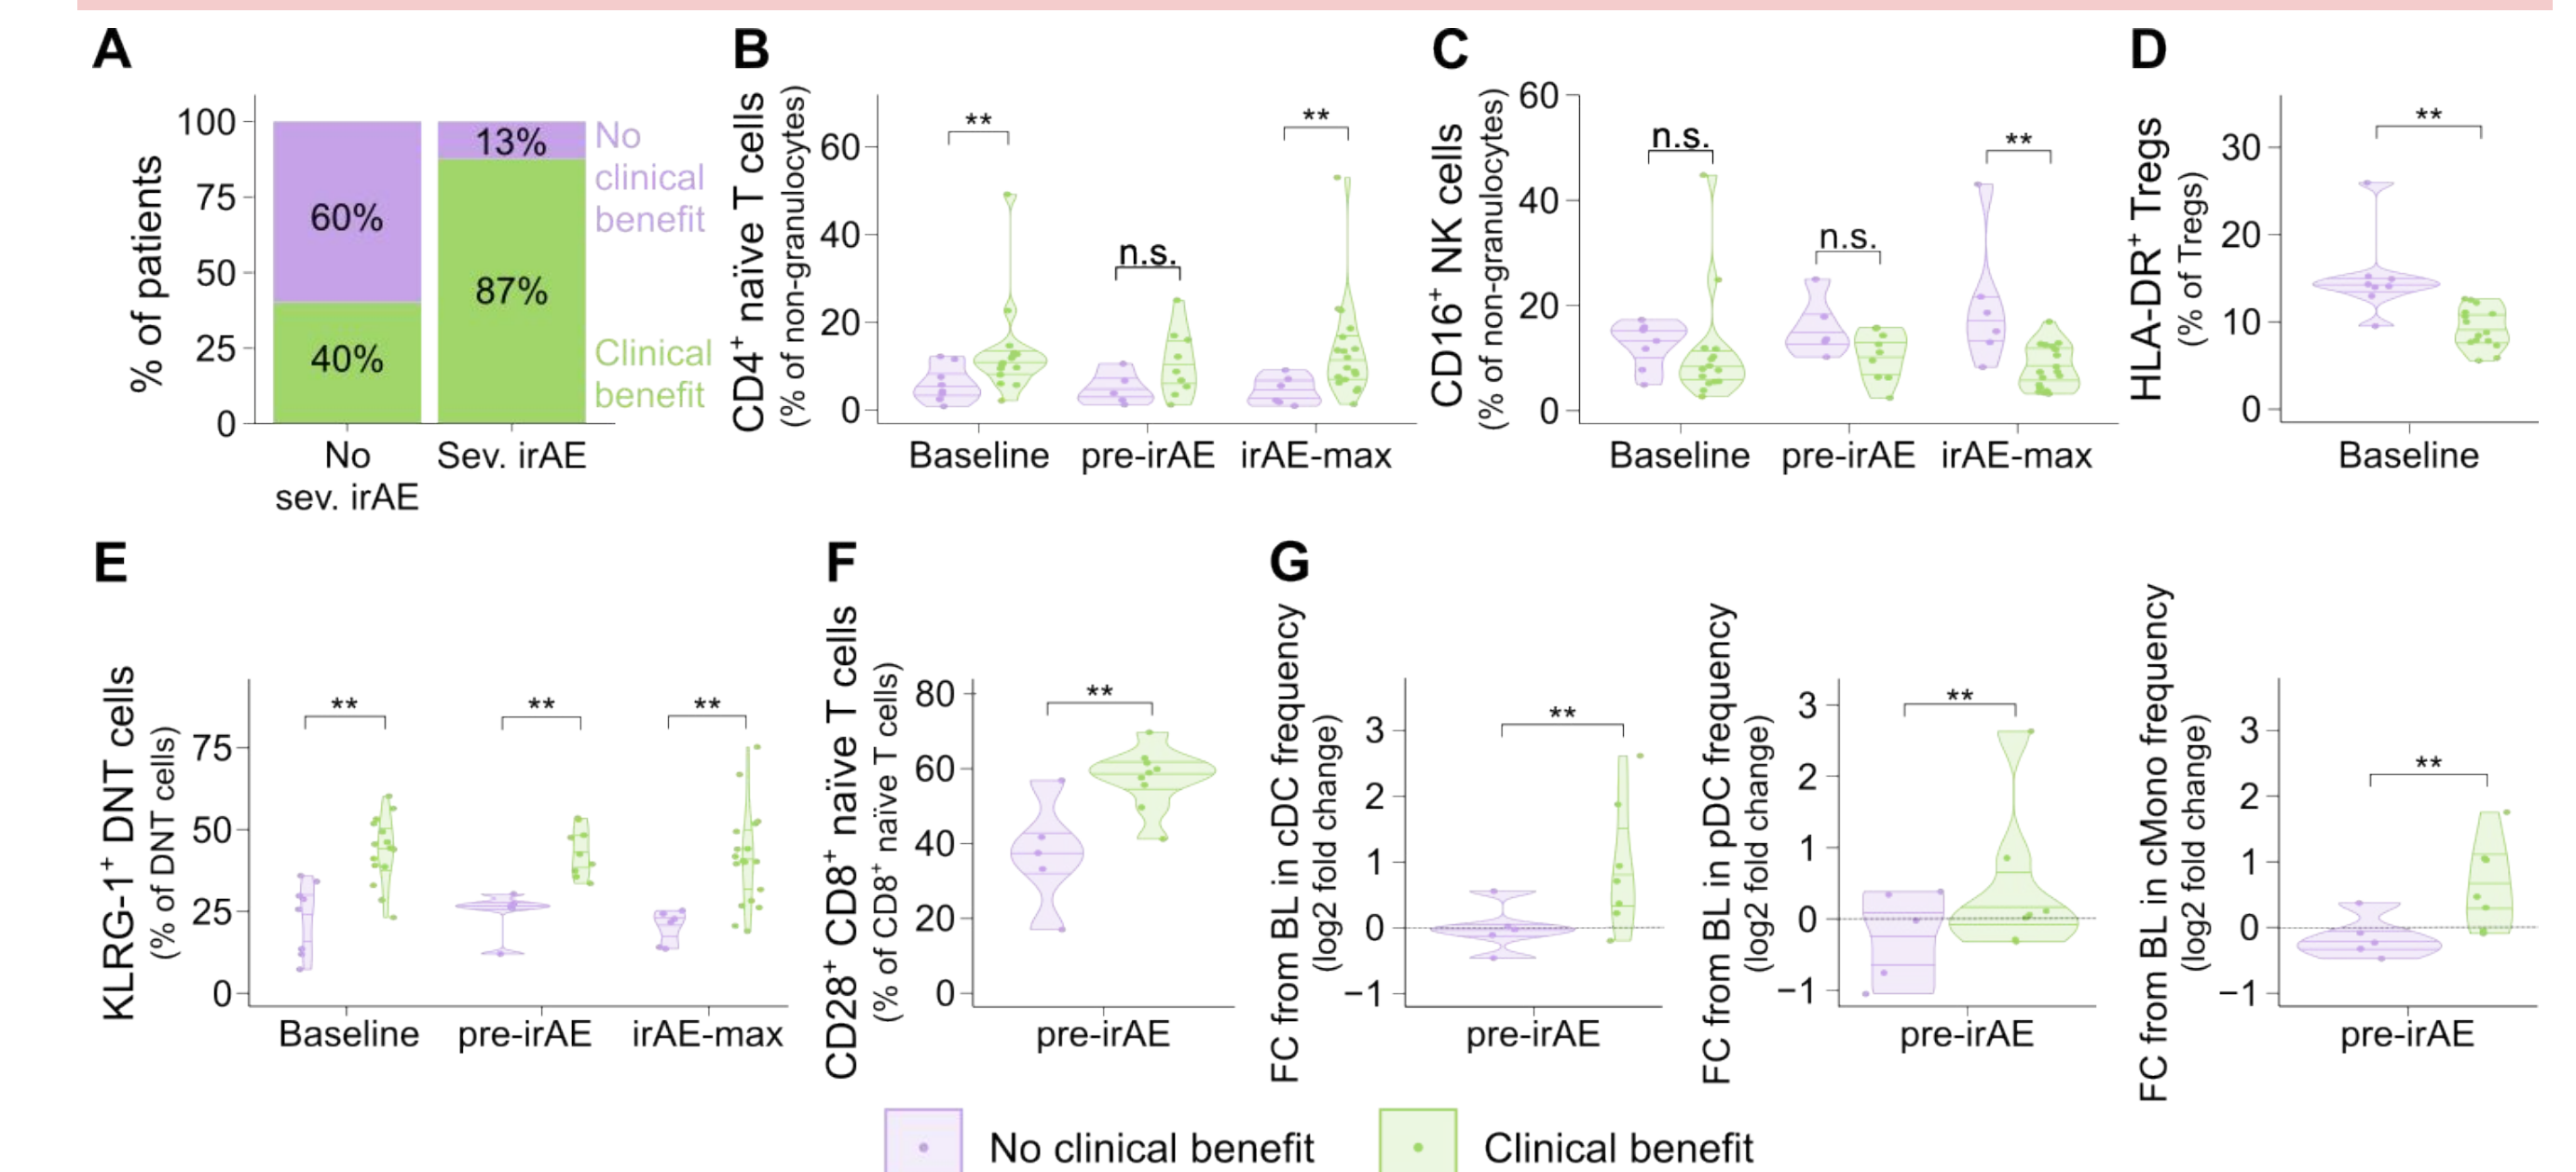 A
% of patients
100
75
50
25
0
60%
40%
13%
87%
No
clinical
benefit
Clinical
benefit
No
sev. irAE
Sev. irAE
B
CD4+ naïve T cells
(% of non-granulocytes)
60
40
20
0
**
n.s.
**
Baseline
pre-irAE
irAE-max
C
CD16+ NK cells
(% of non-granulocytes)
60
40
20
0
n.s.
n.s.
**
Baseline
pre-irAE
irAE-max
D
HLA-DR+ Tregs
(% of Tregs)
30
20
10
0
**
Baseline
E
KLRG-1+ DNT cells
(% of DNT cells)
75
50
25
0
**
**
**
Baseline
pre-irAE
irAE-max
F
CD28+ CD8+ naïve T cells
(% of CD8+ naïve T cells)
80
60
40
20
0
**
pre-irAE
G
FC from BL in cDC frequency
(log2 fold change)
3
2
1
0
−1
**
pre-irAE
FC from BL in pDC frequency
(log2 fold change)
3
2
1
0
−1
**
pre-irAE
FC from BL in cMono frequency
(log2 fold change)
3
2
1
0
−1
**
pre-irAE
No clinical benefit
Clinical benefit